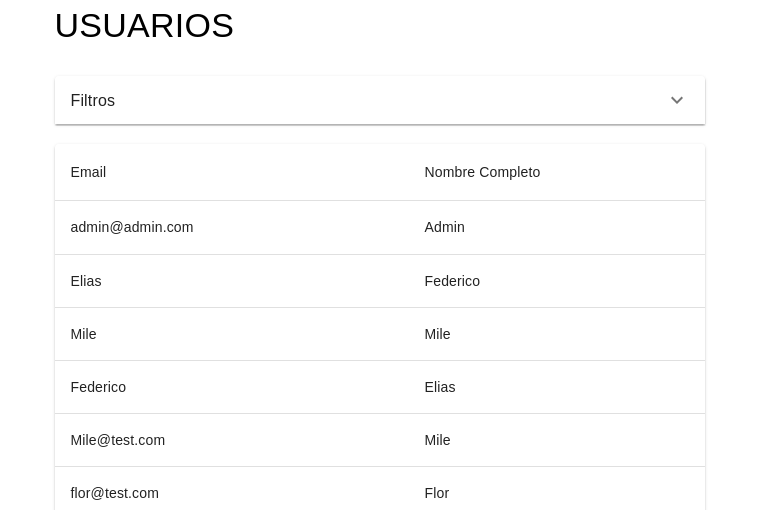 USUARIOS
Filtros
Email Nombre Completo
admin@admin.com Admin
Elias Federico
Mile Mile
Federico Elias
Mile@test.com Mile
flor@test.com Flor